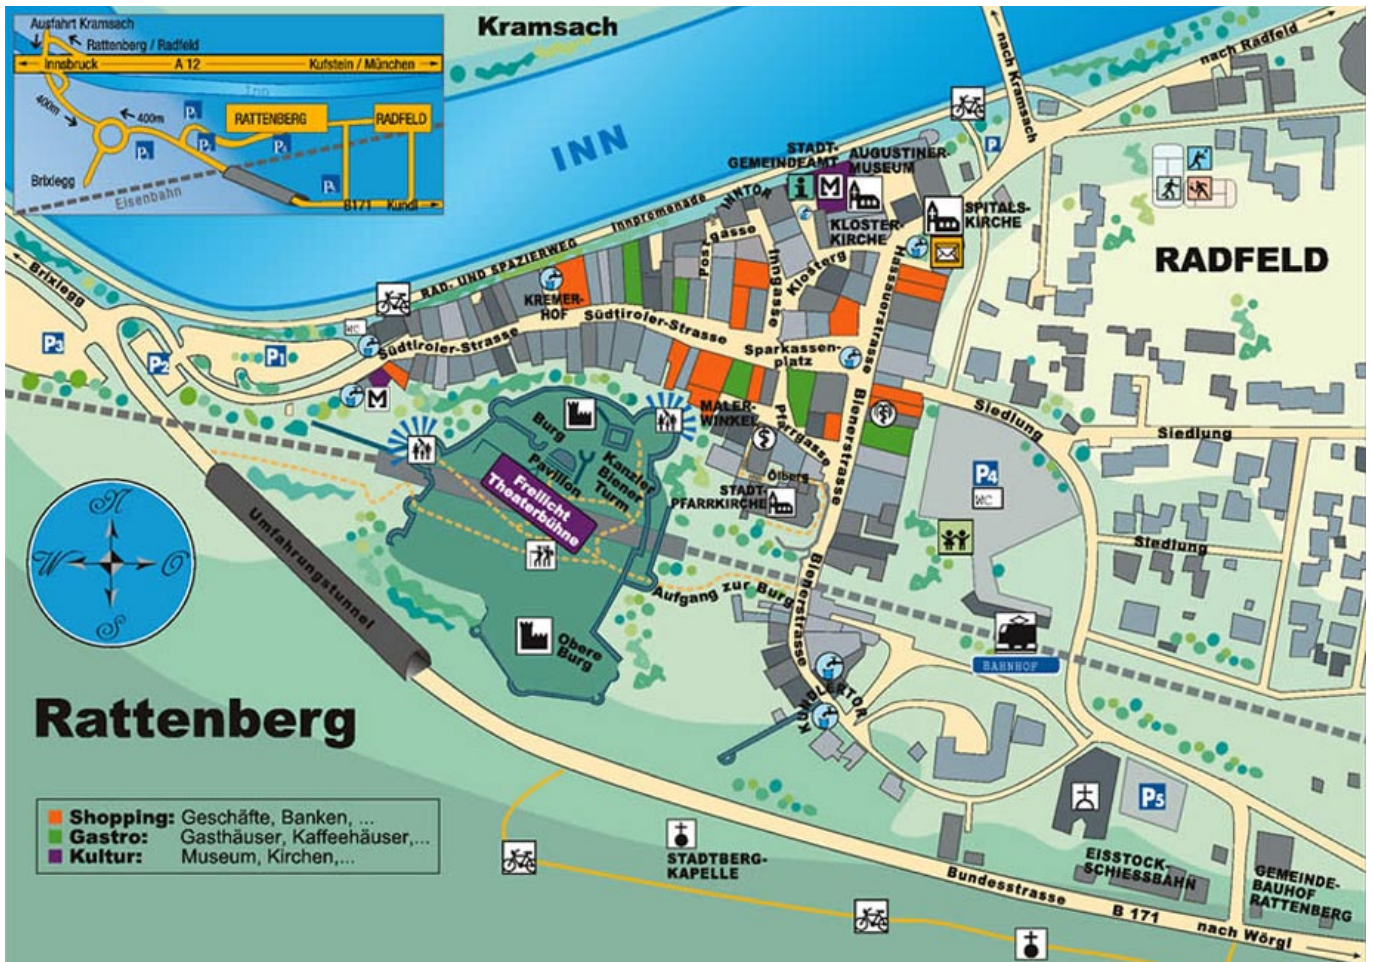 Ausfahrt Kramsach
Rattenberg / Radfeld
Innsbruck A 12 Kufstein / München
Inn
400m
400m
P
RATTENBERG
RADFELD
Brixlegg
Eisenbahn
B171 Kundl
Kramsach
INN
nach Kramsach
nach Radfeld
P
STADT-
GEMEINDEAMT
AUGUSTINER-
MUSEUM
i
M
INNTOR
Innpromenade
KLOSTER-
KIRCHE
SPITALS-
KIRCHE
RADFELD
RAD- UND SPAZIERWEG
Postgasse
Inngasse
Klosterg
Hassauerstrasse
Brixlegg
KREMER-
HOF
Südtiroler-Strasse
Südtiroler-Strasse
Sparkassen-
platz
WC
P3
P2
P1
M
MALER-
WINKEL
Pfarrgasse
Bienerstrasse
Siedlung
Siedlung
Burg
Pavillon
Kanzler
Biener
Turm
Freilicht
Theaterbühne
Ölberg
STADT-
PFARRKIRCHE
P4
WC
Siedlung
N
W
O
S
Umfahrungstunnel
Aufgang zur Burg
Bienerstrasse
Obere
Burg
BAHNHOF
KUNDLERTOR
Rattenberg
P5
Shopping: Geschäfte, Banken, ...
Gastro: Gasthäuser, Kaffeehäuser,...
Kultur: Museum, Kirchen,...
STADTBERG-
KAPELLE
EISSTOCK-
SCHIESSBAHN
GEMEINDE-
BAUHOF
RATTENBERG
Bundesstrasse B 171 nach Wörgl